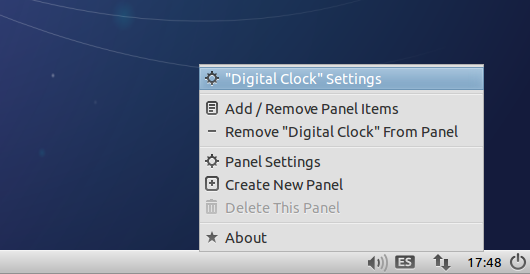 "Digital Clock" Settings
Add / Remove Panel Items
Remove "Digital Clock" From Panel
Panel Settings
Create New Panel
Delete This Panel
About
ES 17:48